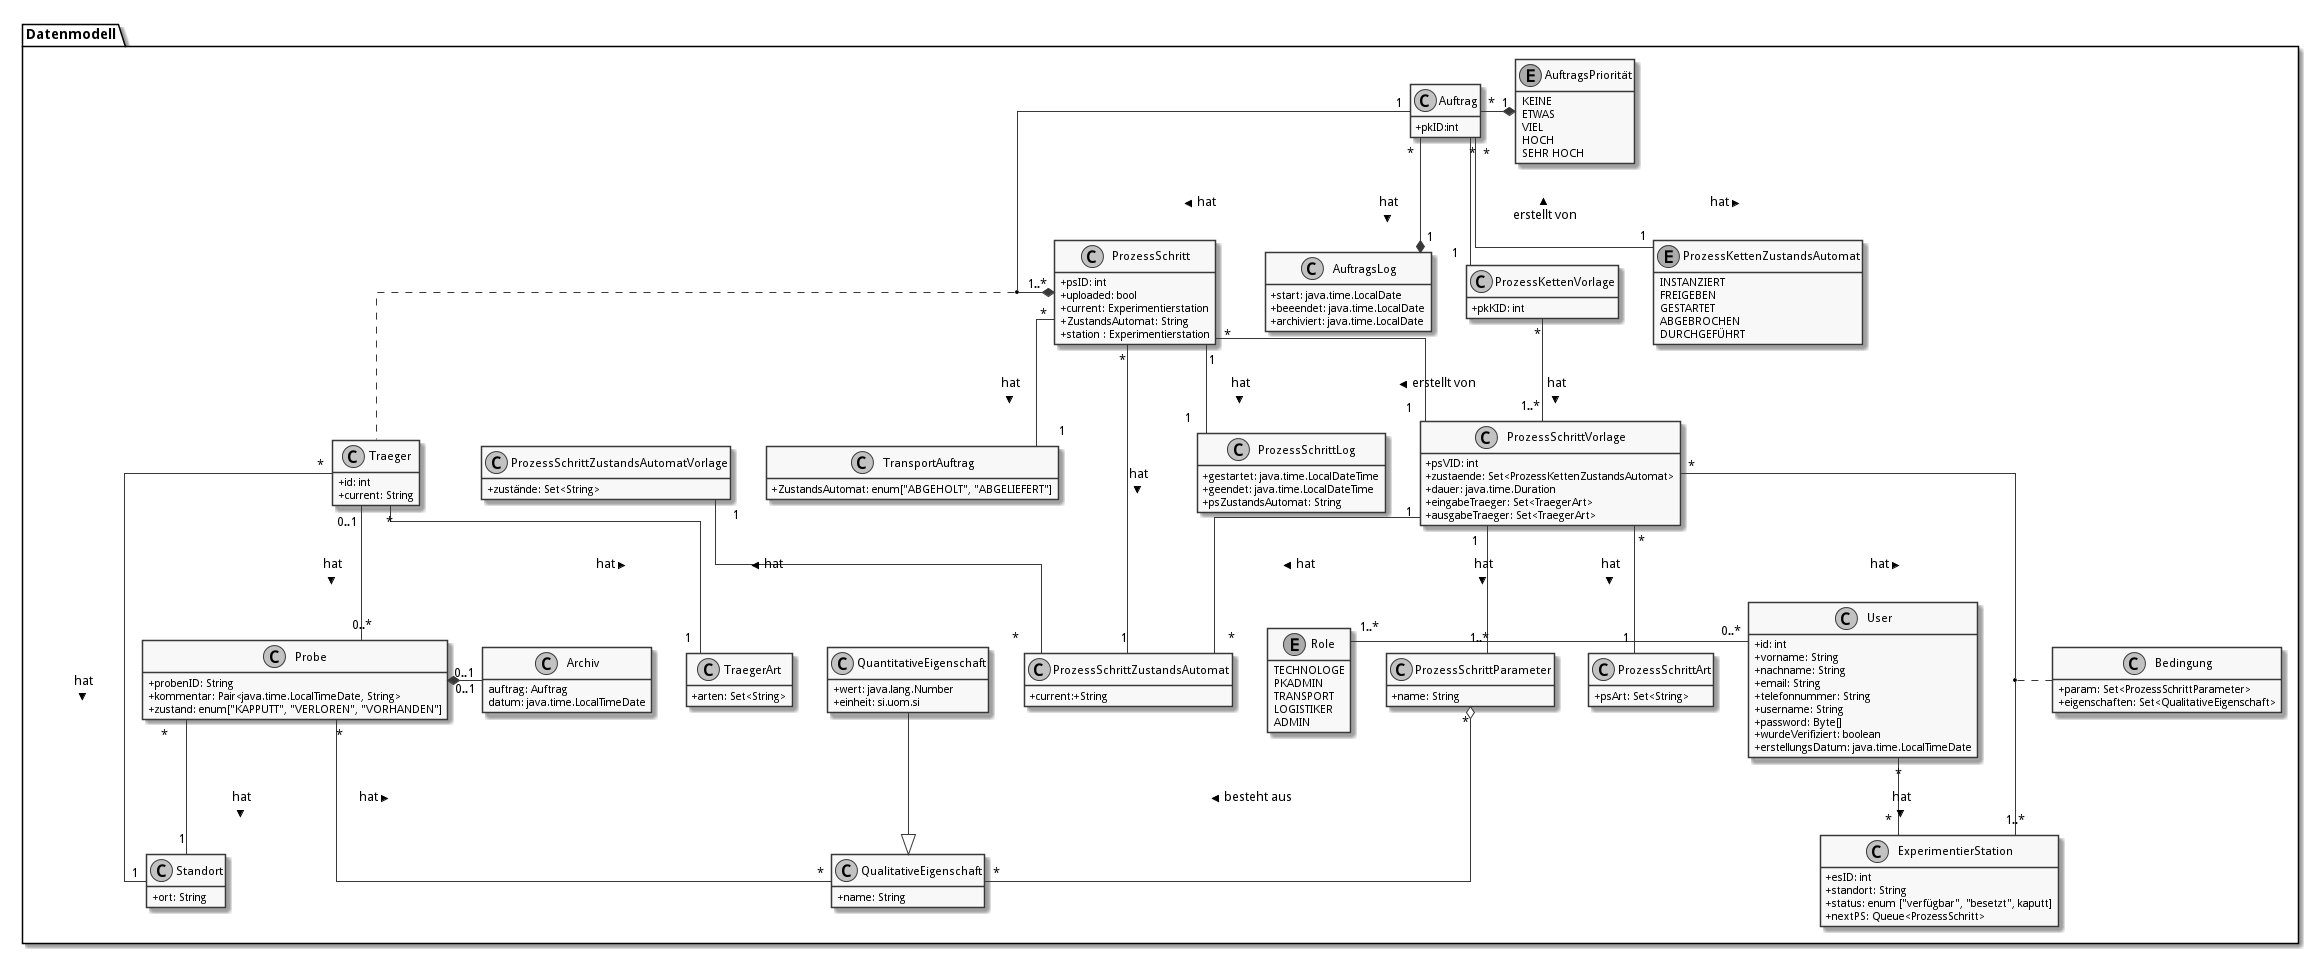 Datenmodell
E AuftragsPriorität
KEINE
ETWAS
VIEL
HOCH
SEHR HOCH
C Auftrag
+pkID:int
1
* 1
* * *
◄ hat
hat
▼
▲
erstellt von
hat ►
C ProzessSchritt
+psID: int
+uploaded: bool
+current: Experimentierstation
+ZustandsAutomat: String
+station : Experimentierstation
1..*
*
*
1
*
C AuftragsLog
+start: java.time.LocalDate
+beeendet: java.time.LocalDate
+archiviert: java.time.LocalDate
1
1
C ProzessKettenVorlage
+pkKID: int
*
1
E ProzessKettenZustandsAutomat
INSTANZIERT
FREIGEBEN
GESTARTET
ABGEBROCHEN
DURCHGEFÜHRT
hat
▼
hat
▼
◄ erstellt von
hat
▼
1
1
1
1..*
C Traeger
+id: int
+current: String
*
0..1
*
C ProzessSchrittZustandsAutomatVorlage
+zustände: Set<String>
1
C TransportAuftrag
+ZustandsAutomat: enum["ABGEHOLT", "ABGELIEFERT"]
hat
▼
C ProzessSchrittLog
+gestartet: java.time.LocalDateTime
+geendet: java.time.LocalDateTime
+psZustandsAutomat: String
C ProzessSchrittVorlage
+psVID: int
+zustaende: Set<ProzessKettenZustandsAutomat>
+dauer: java.time.Duration
+eingabeTraeger: Set<TraegerArt>
+ausgabeTraeger: Set<TraegerArt>
*
1
1
*
hat
▼
hat ►
◄ hat
◄ hat
hat
▼
hat
▼
hat ►
0..*
1
*
1
*
1..*
1..*
1
0..*
C Probe
+probenID: String
+kommentar: Pair<java.time.LocalTimeDate, String>
+zustand: enum["KAPPUTT", "VERLOREN", "VORHANDEN"]
0..1
0..1
*
*
C Archiv
auftrag: Auftrag
datum: java.time.LocalTimeDate
C TraegerArt
+arten: Set<String>
C QuantitativeEigenschaft
+wert: java.lang.Number
+einheit: si.uom.si
C ProzessSchrittZustandsAutomat
+current:+String
E Role
TECHNOLOGE
PKADMIN
TRANSPORT
LOGISTIKER
ADMIN
C ProzessSchrittParameter
+name: String
*
C ProzessSchrittArt
+psArt: Set<String>
C User
+id: int
+vorname: String
+nachname: String
+email: String
+telefonnummer: String
+username: String
+password: Byte[]
+wurdeVerifiziert: boolean
+erstellungsDatum: java.time.LocalTimeDate
*
C Bedingung
+param: Set<ProzessSchrittParameter>
+eigenschaften: Set<QualitativeEigenschaft>
hat
▼
hat
▼
hat ►
◄ besteht aus
hat
▼
1
1
*
*
*
1..*
C Standort
+ort: String
C QualitativeEigenschaft
+name: String
C ExperimentierStation
+esID: int
+standort: String
+status: enum ["verfügbar", "besetzt", kaputt]
+nextPS: Queue<ProzessSchritt>